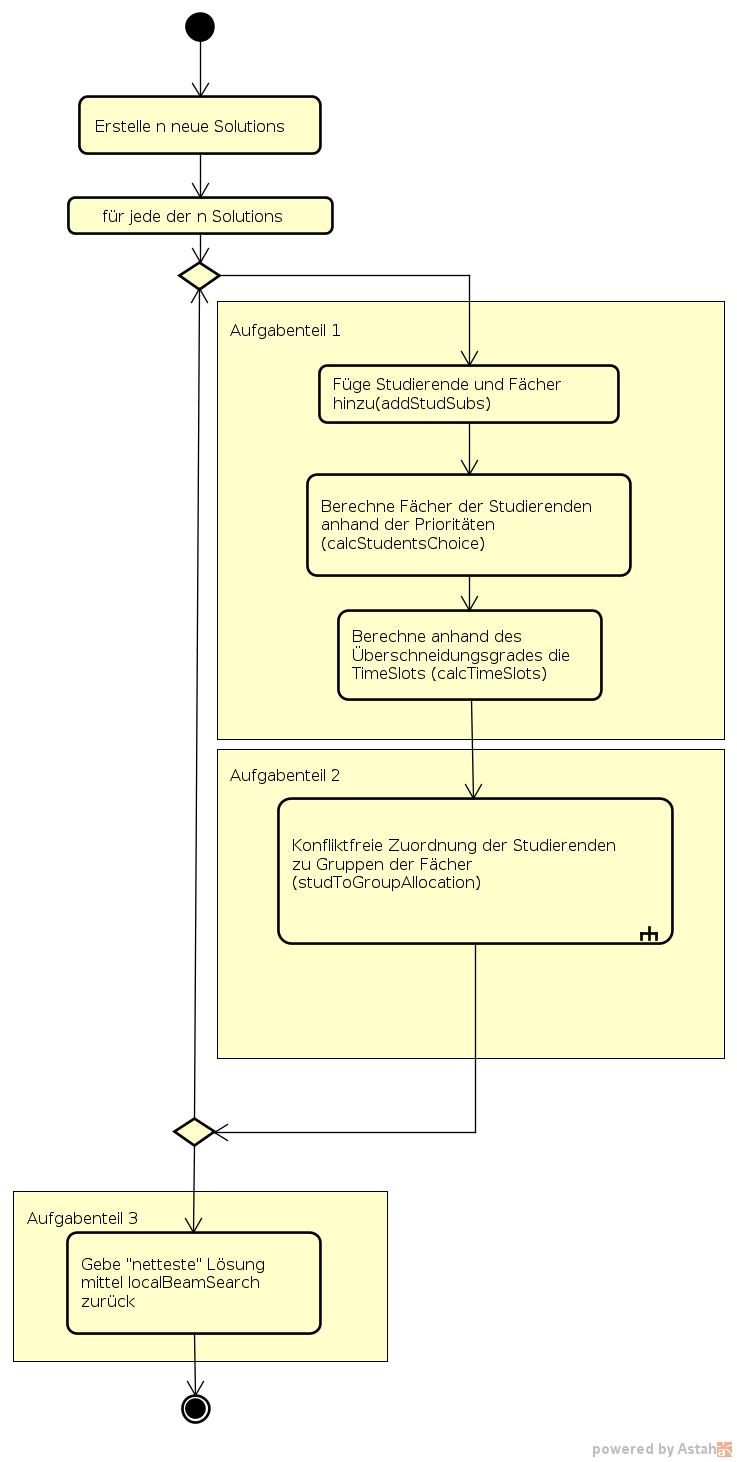 Erstelle n neue Solutions
für jede der n Solutions
Aufgabenteil 1
Füge Studierende und Fächer
hinzu(addStudSubs)
Berechne Fächer der Studierenden
anhand der Prioritäten
(calcStudentsChoice)
Berechne anhand des
Überschneidungsgrades die
TimeSlots (calcTimeSlots)
Aufgabenteil 2
Konfliktfreie Zuordnung der Studierenden
zu Gruppen der Fächer
(studToGroupAllocation)
Aufgabenteil 3
Gebe "netteste" Lösung
mittel localBeamSearch
zurück
powered by Astah